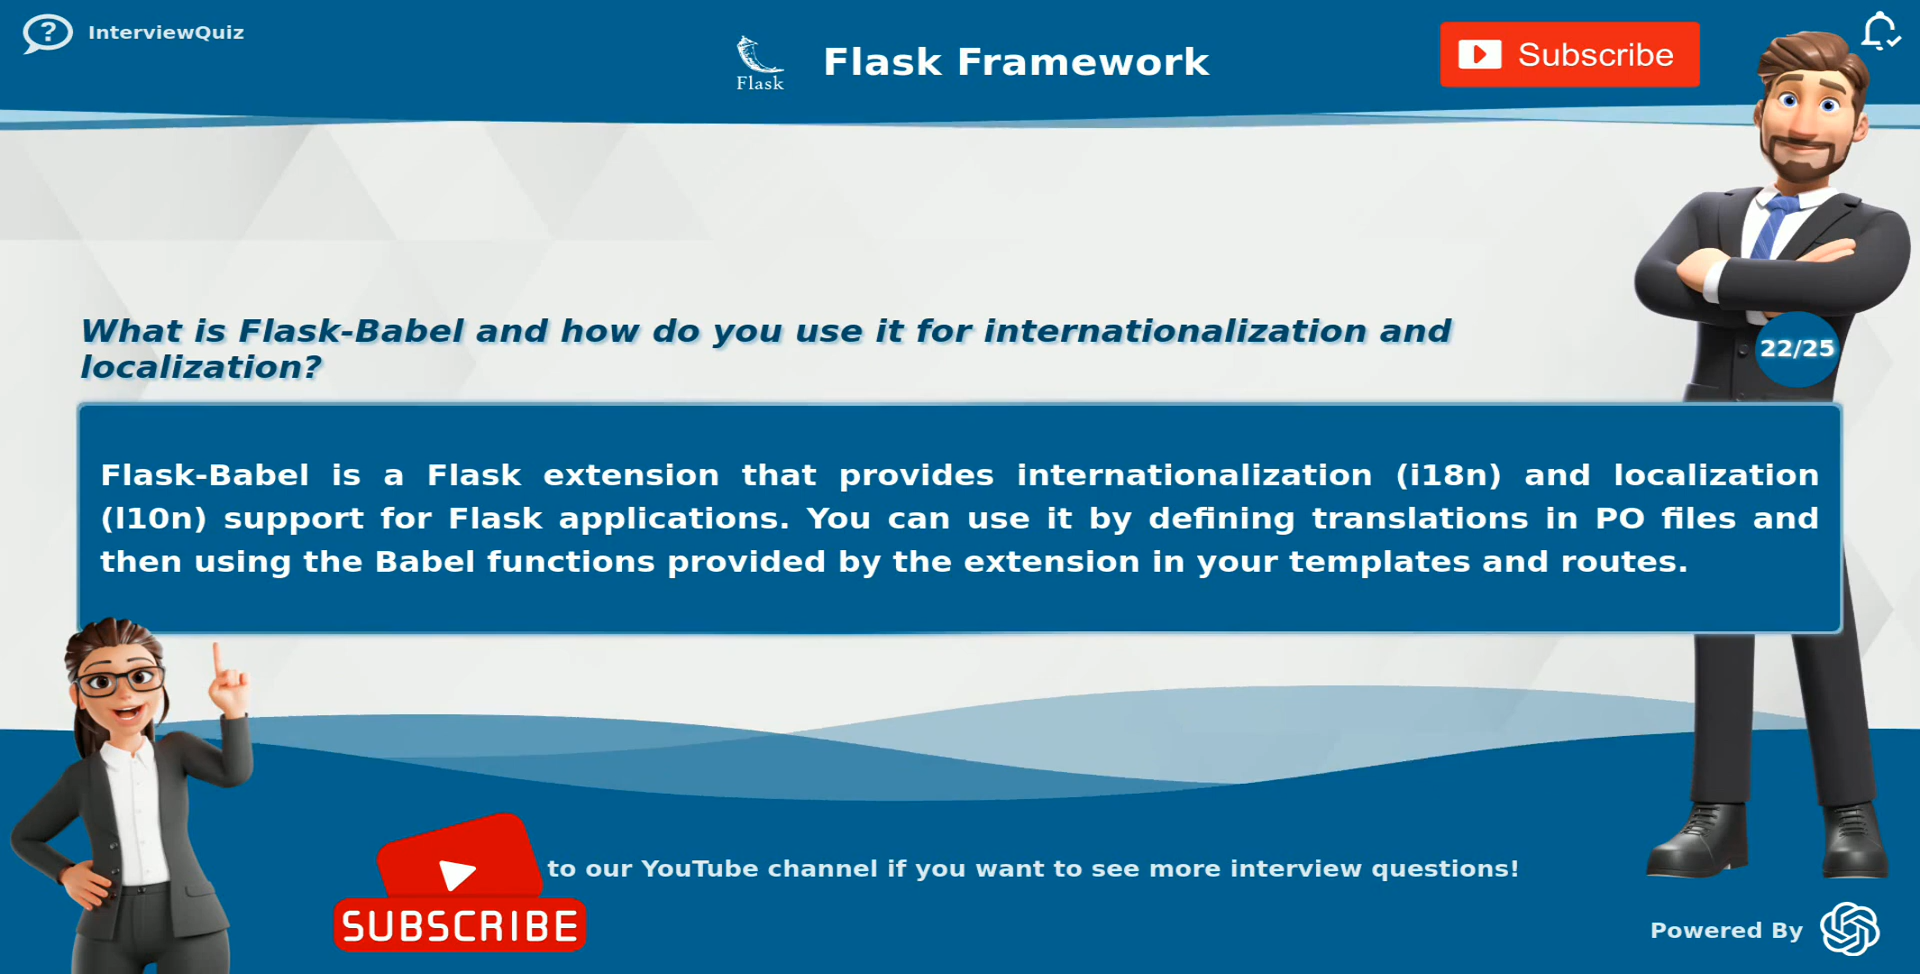 InterviewQuiz
Flask
Flask Framework
Subscribe
What is Flask-Babel and how do you use it for internationalization and
localization?
22/25
Flask-Babel is a Flask extension that provides internationalization (i18n) and localization
(l10n) support for Flask applications. You can use it by defining translations in PO files and
then using the Babel functions provided by the extension in your templates and routes.
to our YouTube channel if you want to see more interview questions!
SUBSCRIBE
Powered By